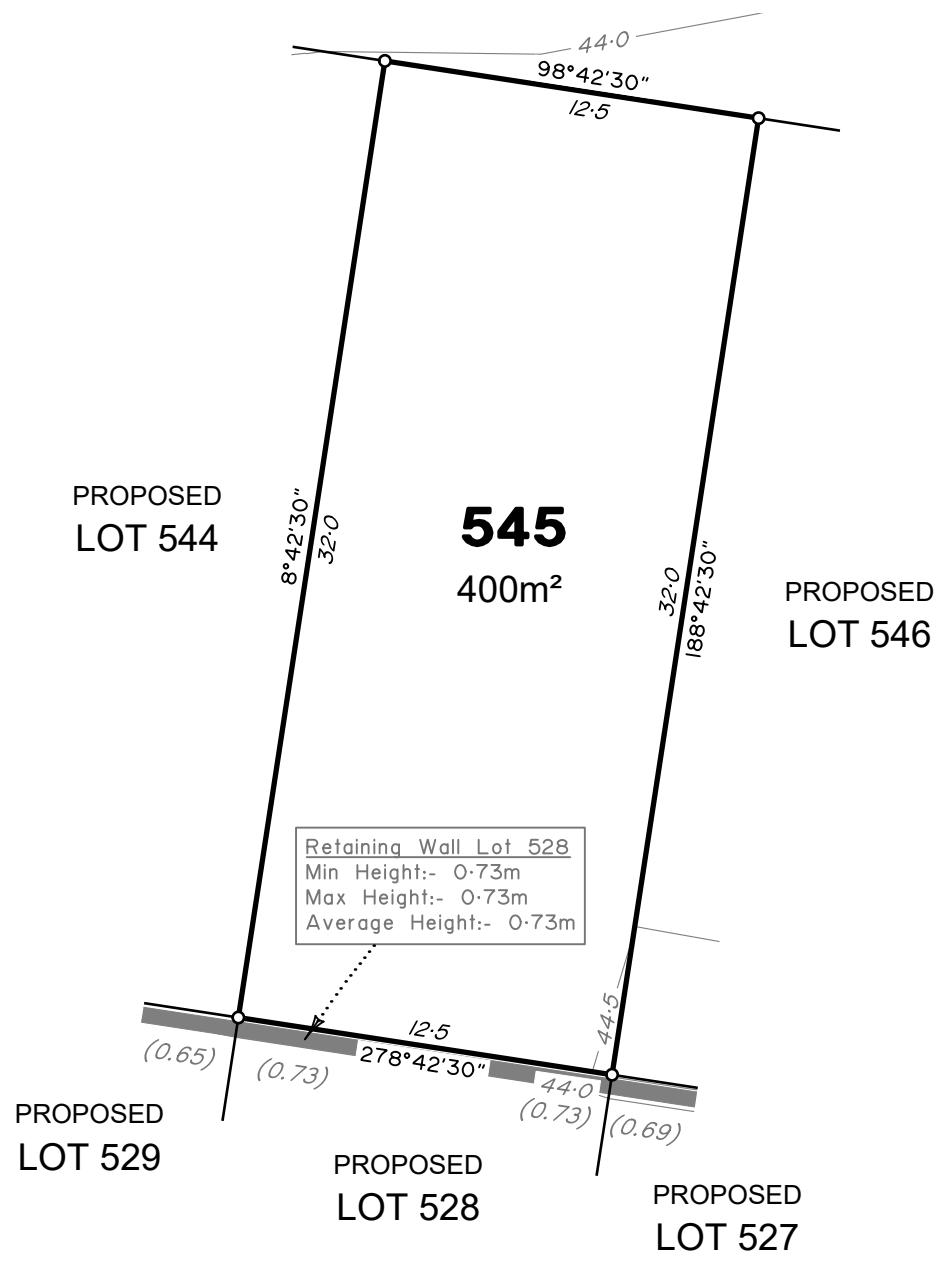 44·0
98°42'30"
12·5
PROPOSED
LOT 544
8°42'30"
32·0
545
400m²
32·0
188°42'30"
PROPOSED
LOT 546
Retaining Wall Lot 528
Min Height:- 0·73m
Max Height:- 0·73m
Average Height:- 0·73m
44·5
12·5
278°42'30"
(0.65)
(0.73)
44·0
(0.73)
(0.69)
PROPOSED
LOT 529
PROPOSED
LOT 528
PROPOSED
LOT 527